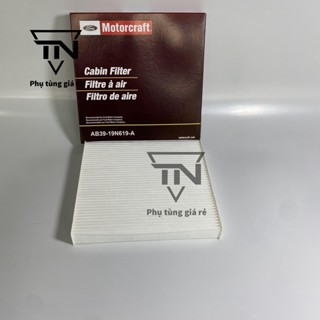 TN
Phụ tùng giá
Ford
Motorcraft
Cabin Filter
Filtre à air
Filtro de aire
AB39-19N619-A
TN
Phụ tùng giá rẻ